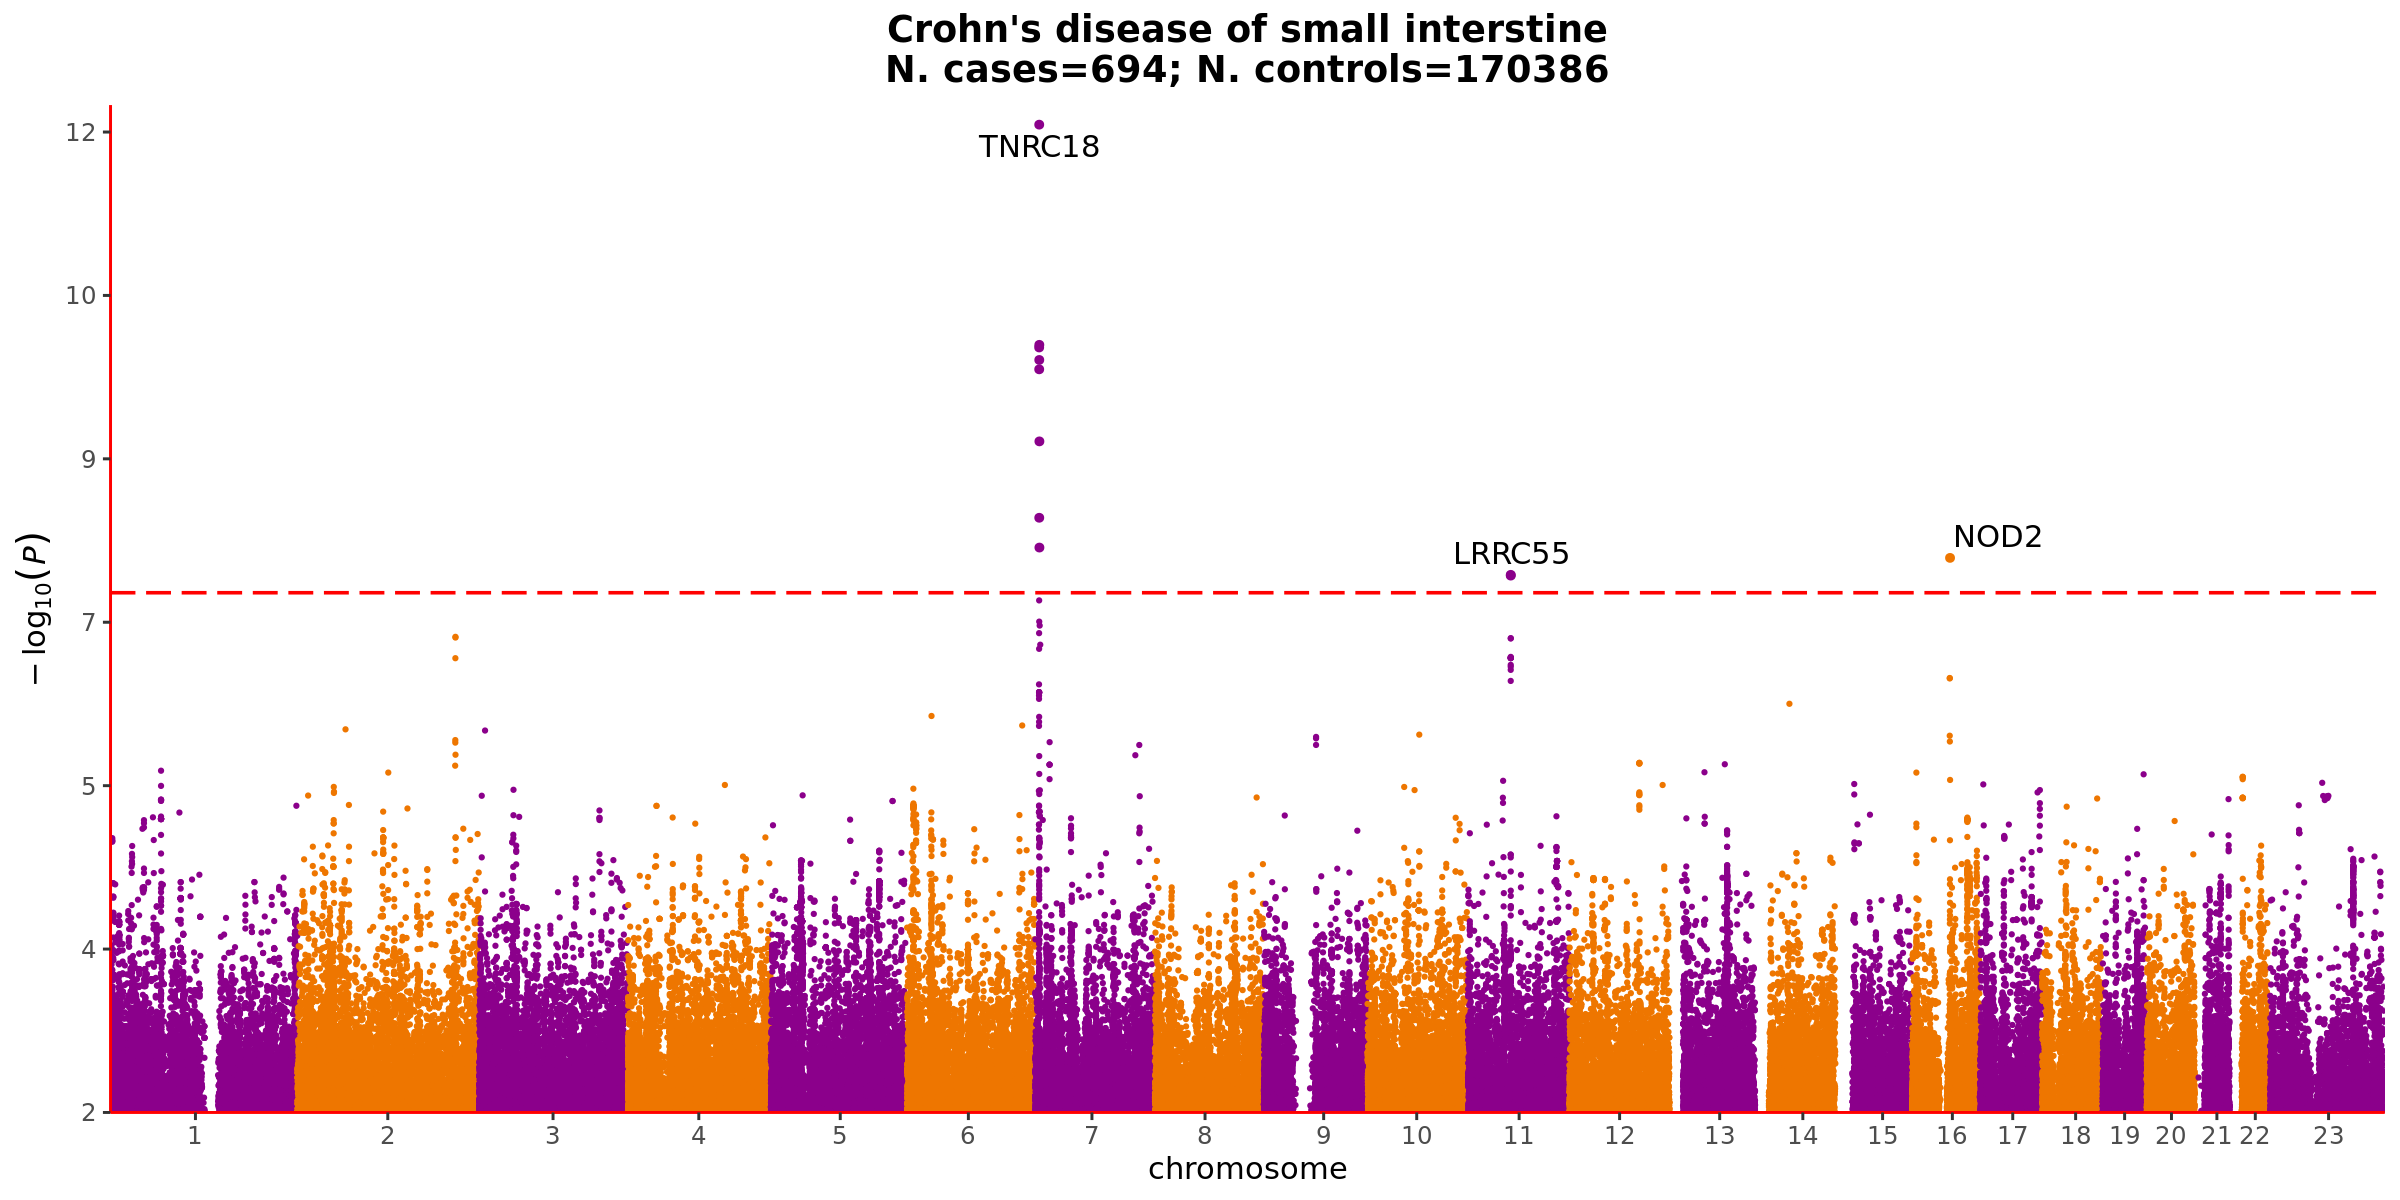 Crohn's disease of small interstine
N. cases=694; N. controls=170386
12
TNRC18
10
9
NOD2
LRRC55
7
5
4
2
− log10( P)
1 2 3 4 5 6 7 8 9 10 11 12 13 14 15 16 17 18 19 20 21 22 23
chromosome